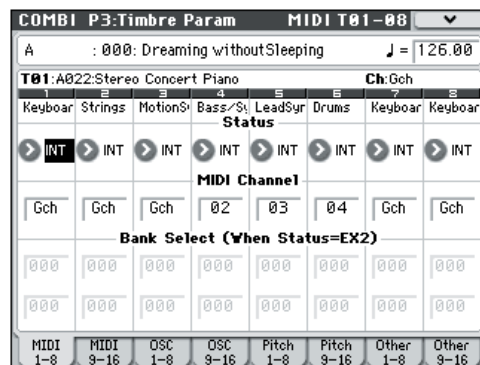 COMBI P3:Timbre Param MIDI T01-08
A :000: Dreaming withoutSleeping ♩= 126.00
T01:A022:Stereo Concert Piano Ch:Gch
1 2 3 4 5 6 7 8
Keyboar Strings MotionS Bass/Sy LeadSyr Drums Keyboar Keyboar
Status
INT INT INT INT INT INT INT INT
MIDI Channel
Gch Gch Gch 02 03 04 Gch Gch
Bank Select (When Status=EX2)
000 000 000 000 000 000 000 000
000 000 000 000 000 000 000 000
MIDI MIDI OSC OSC Pitch Pitch Other Other
1-8 9-16 1-8 9-16 1-8 9-16 1-8 9-16